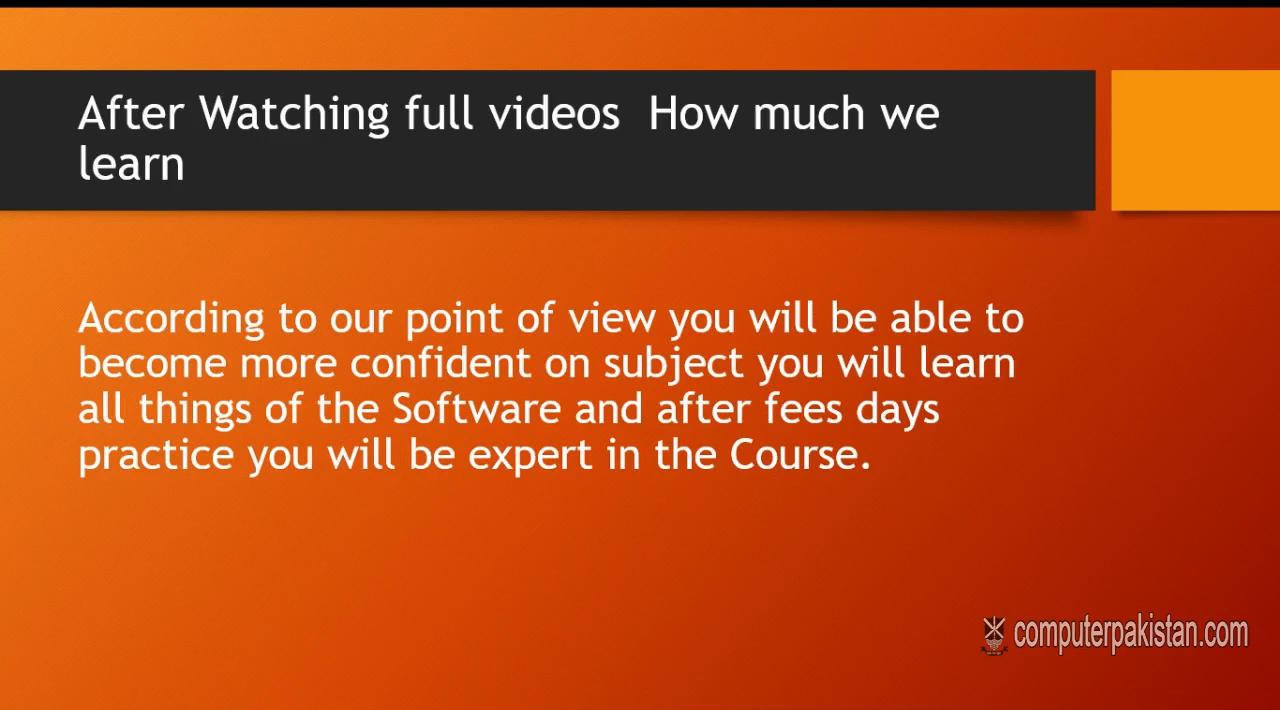 After Watching full videos  How much we
learn
According to our point of view you will be able to
become more confident on subject you will learn
all things of the Software and after fees days
practice you will be expert in the Course.
computerpakistan.com